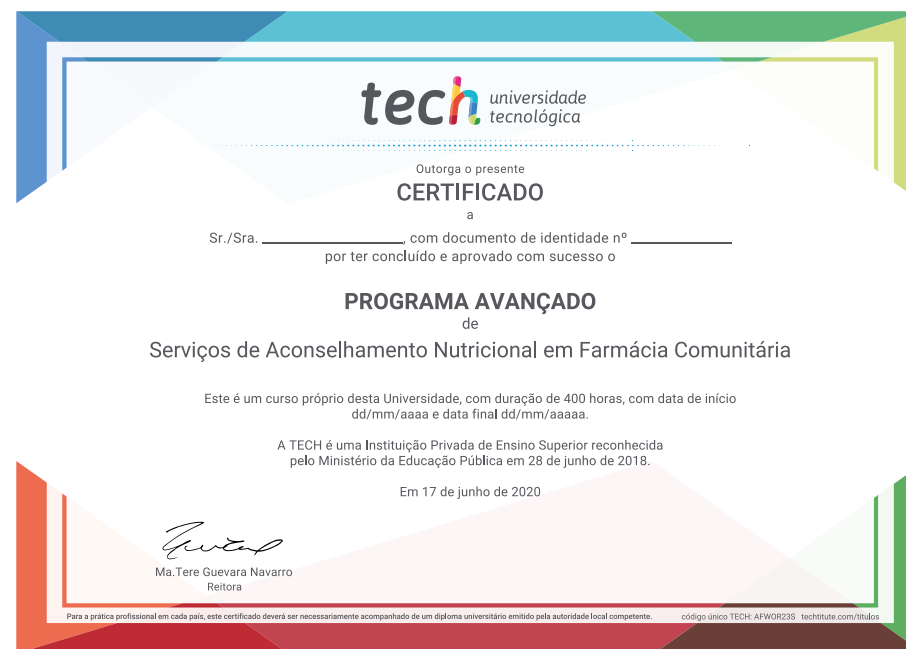 tech universidade
tecnológica
Outorga o presente
CERTIFICADO
a
Sr./Sra. ____________, com documento de identidade nº ____________
por ter concluído e aprovado com sucesso o
PROGRAMA AVANÇADO
de
Serviços de Aconselhamento Nutricional em Farmácia Comunitária
Este é um curso próprio desta Universidade, com duração de 400 horas, com data de início
dd/mm/aaaa e data final dd/mm/aaaaa.
A TECH é uma Instituição Privada de Ensino Superior reconhecida
pelo Ministério da Educação Pública em 28 de junho de 2018.
Em 17 de junho de 2020
Ma.Tere Guevara Navarro
Reitora
Para a prática profissional em cada país, este certificado deverá ser necessariamente acompanhado de um diploma universitário emitido pela autoridade local competente. código único TECH: AFWOR23S techtitute.com/titulos